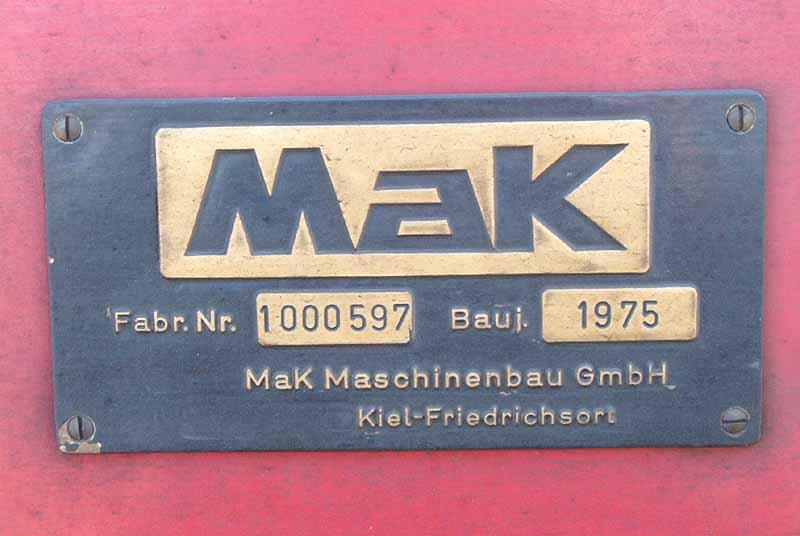 MaK
Fabr. Nr. 1000597 Bauj. 1975
MaK Maschinenbau GmbH
Kiel-Friedrichsort